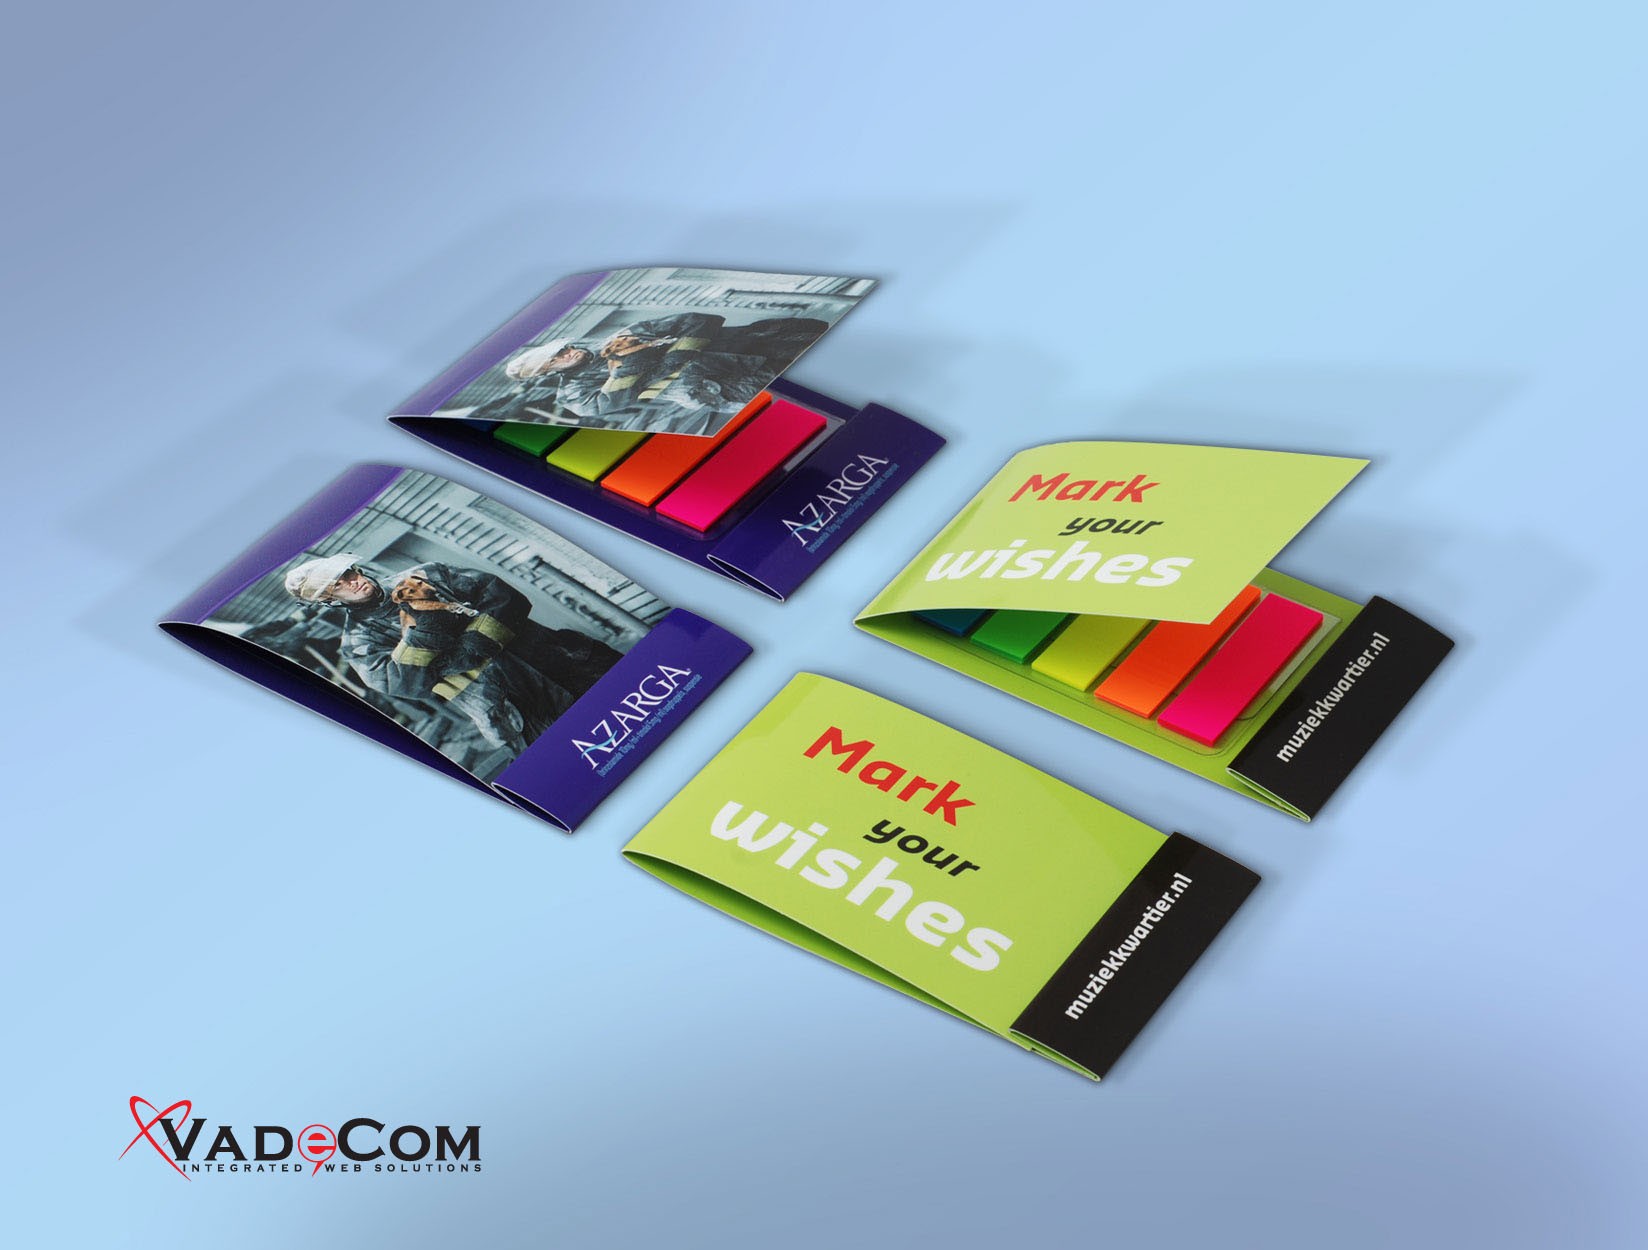 AZARGA
Mark
your
wishes
muziekkwartier.nl
AZARGA
Mark
your
wishes
muziekkwartier.nl
VADeCOM
INTEGRATED WEB SOLUTIONS